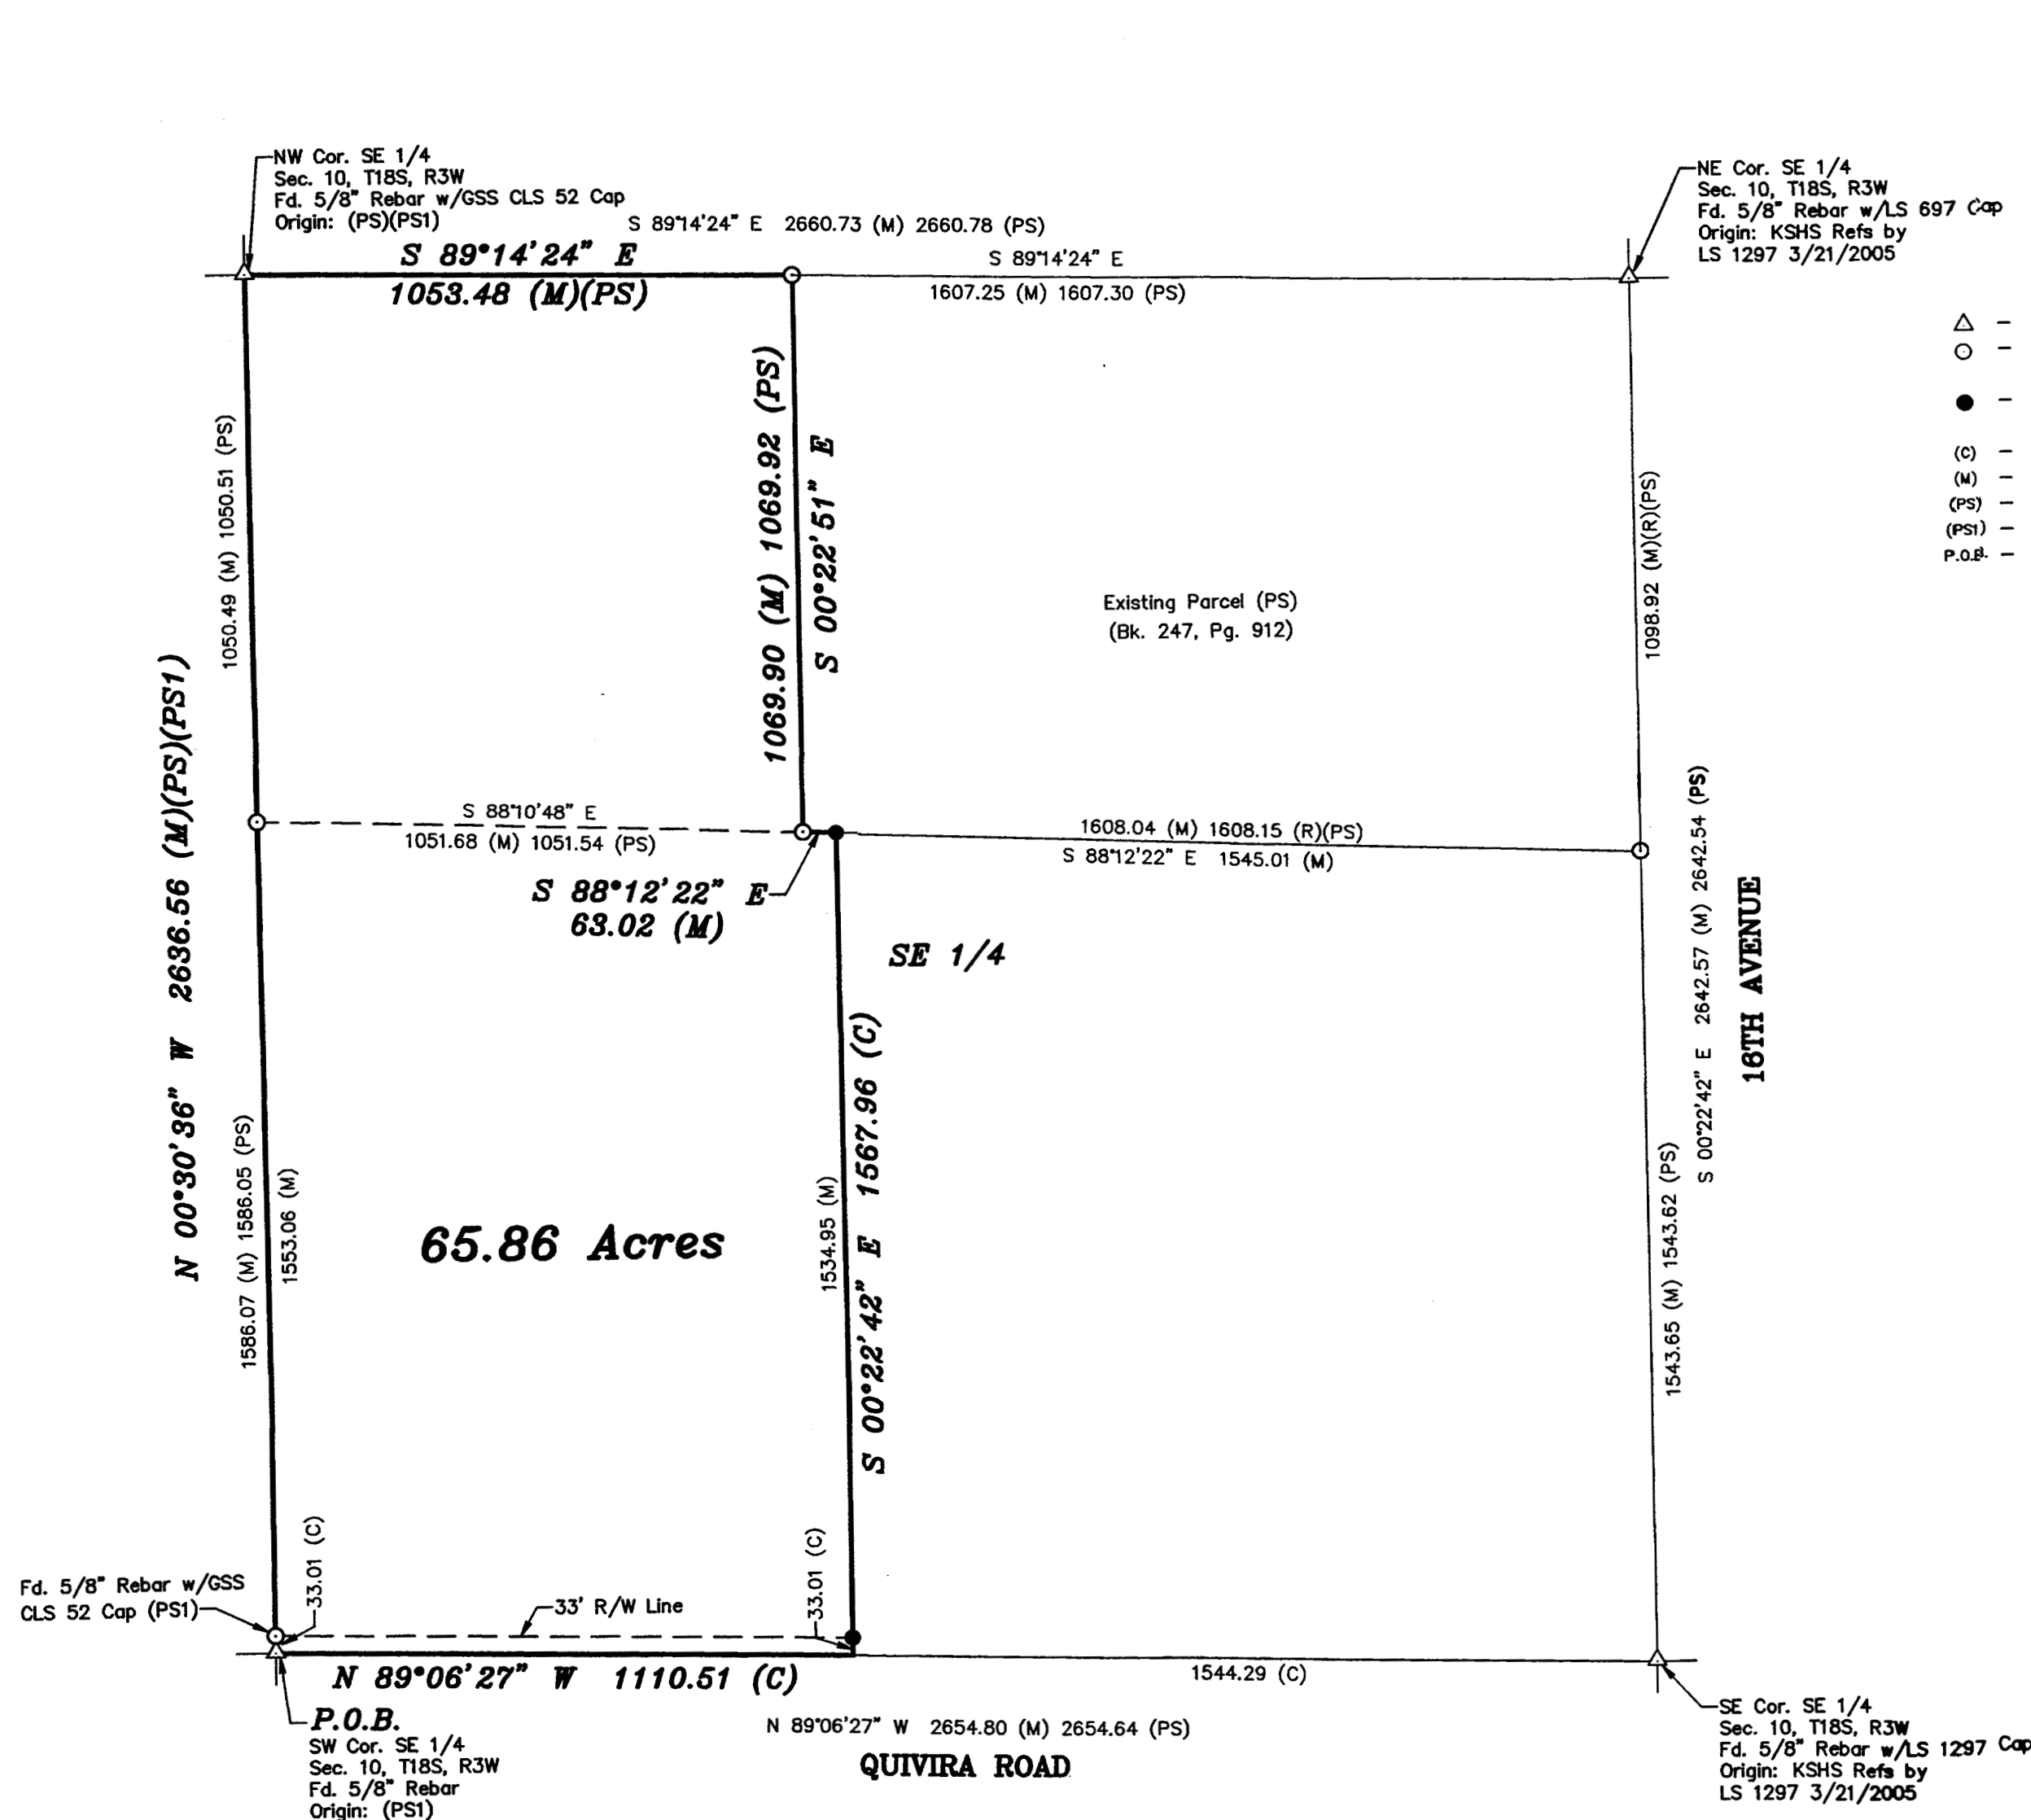 NW Cor. SE 1/4
Sec. 10, T18S, R3W
Fd. 5/8" Rebar w/GSS CLS 52 Cap
Origin: (PS)(PS1)
S 89°14'24" E 2660.73 (M) 2660.78 (PS)
S 89°14'24" E
1053.48 (M)(PS)
S 89°14'24" E
1607.25 (M) 1607.30 (PS)
NE Cor. SE 1/4
Sec. 10, T18S, R3W
Fd. 5/8" Rebar w/LS 697 Cap
Origin: KSHS Refs by
LS 1297 3/21/2005
(C) –
(M) –
(PS) –
(PS1) –
P.O.B. –
1050.49 (M) 1050.51 (PS)
1069.90 (M) 1069.92 (PS)
S 00°22'51" E
Existing Parcel (PS)
(Bk. 247, Pg. 912)
1098.92 (M)(R)(PS)
N 00°30'36" W 2636.56 (M)(PS)(PS1)
S 88°10'48" E
1051.68 (M) 1051.54 (PS)
S 88°12'22" E
63.02 (M)
1608.04 (M) 1608.15 (R)(PS)
S 88°12'22" E 1545.01 (M)
SE 1/4
S 00°22'42" E 2642.57 (M) 2642.54 (PS)
16TH AVENUE
1586.07 (M) 1586.05 (PS)
1553.06 (M)
65.86 Acres
1534.95 (M)
S 00°22'42" E 1567.96 (C)
1543.65 (M) 1543.62 (PS)
Fd. 5/8" Rebar w/GSS
CLS 52 Cap (PS1)
33.01 (C)
33' R/W Line
33.01 (C)
N 89°06'27" W 1110.51 (C)
1544.29 (C)
P.O.B.
SW Cor. SE 1/4
Sec. 10, T18S, R3W
Fd. 5/8" Rebar
Origin: (PS1)
N 89°06'27" W 2654.80 (M) 2654.64 (PS)
QUIVIRA ROAD
SE Cor. SE 1/4
Sec. 10, T18S, R3W
Fd. 5/8" Rebar w/LS 1297 Cap
Origin: KSHS Refs by
LS 1297 3/21/2005